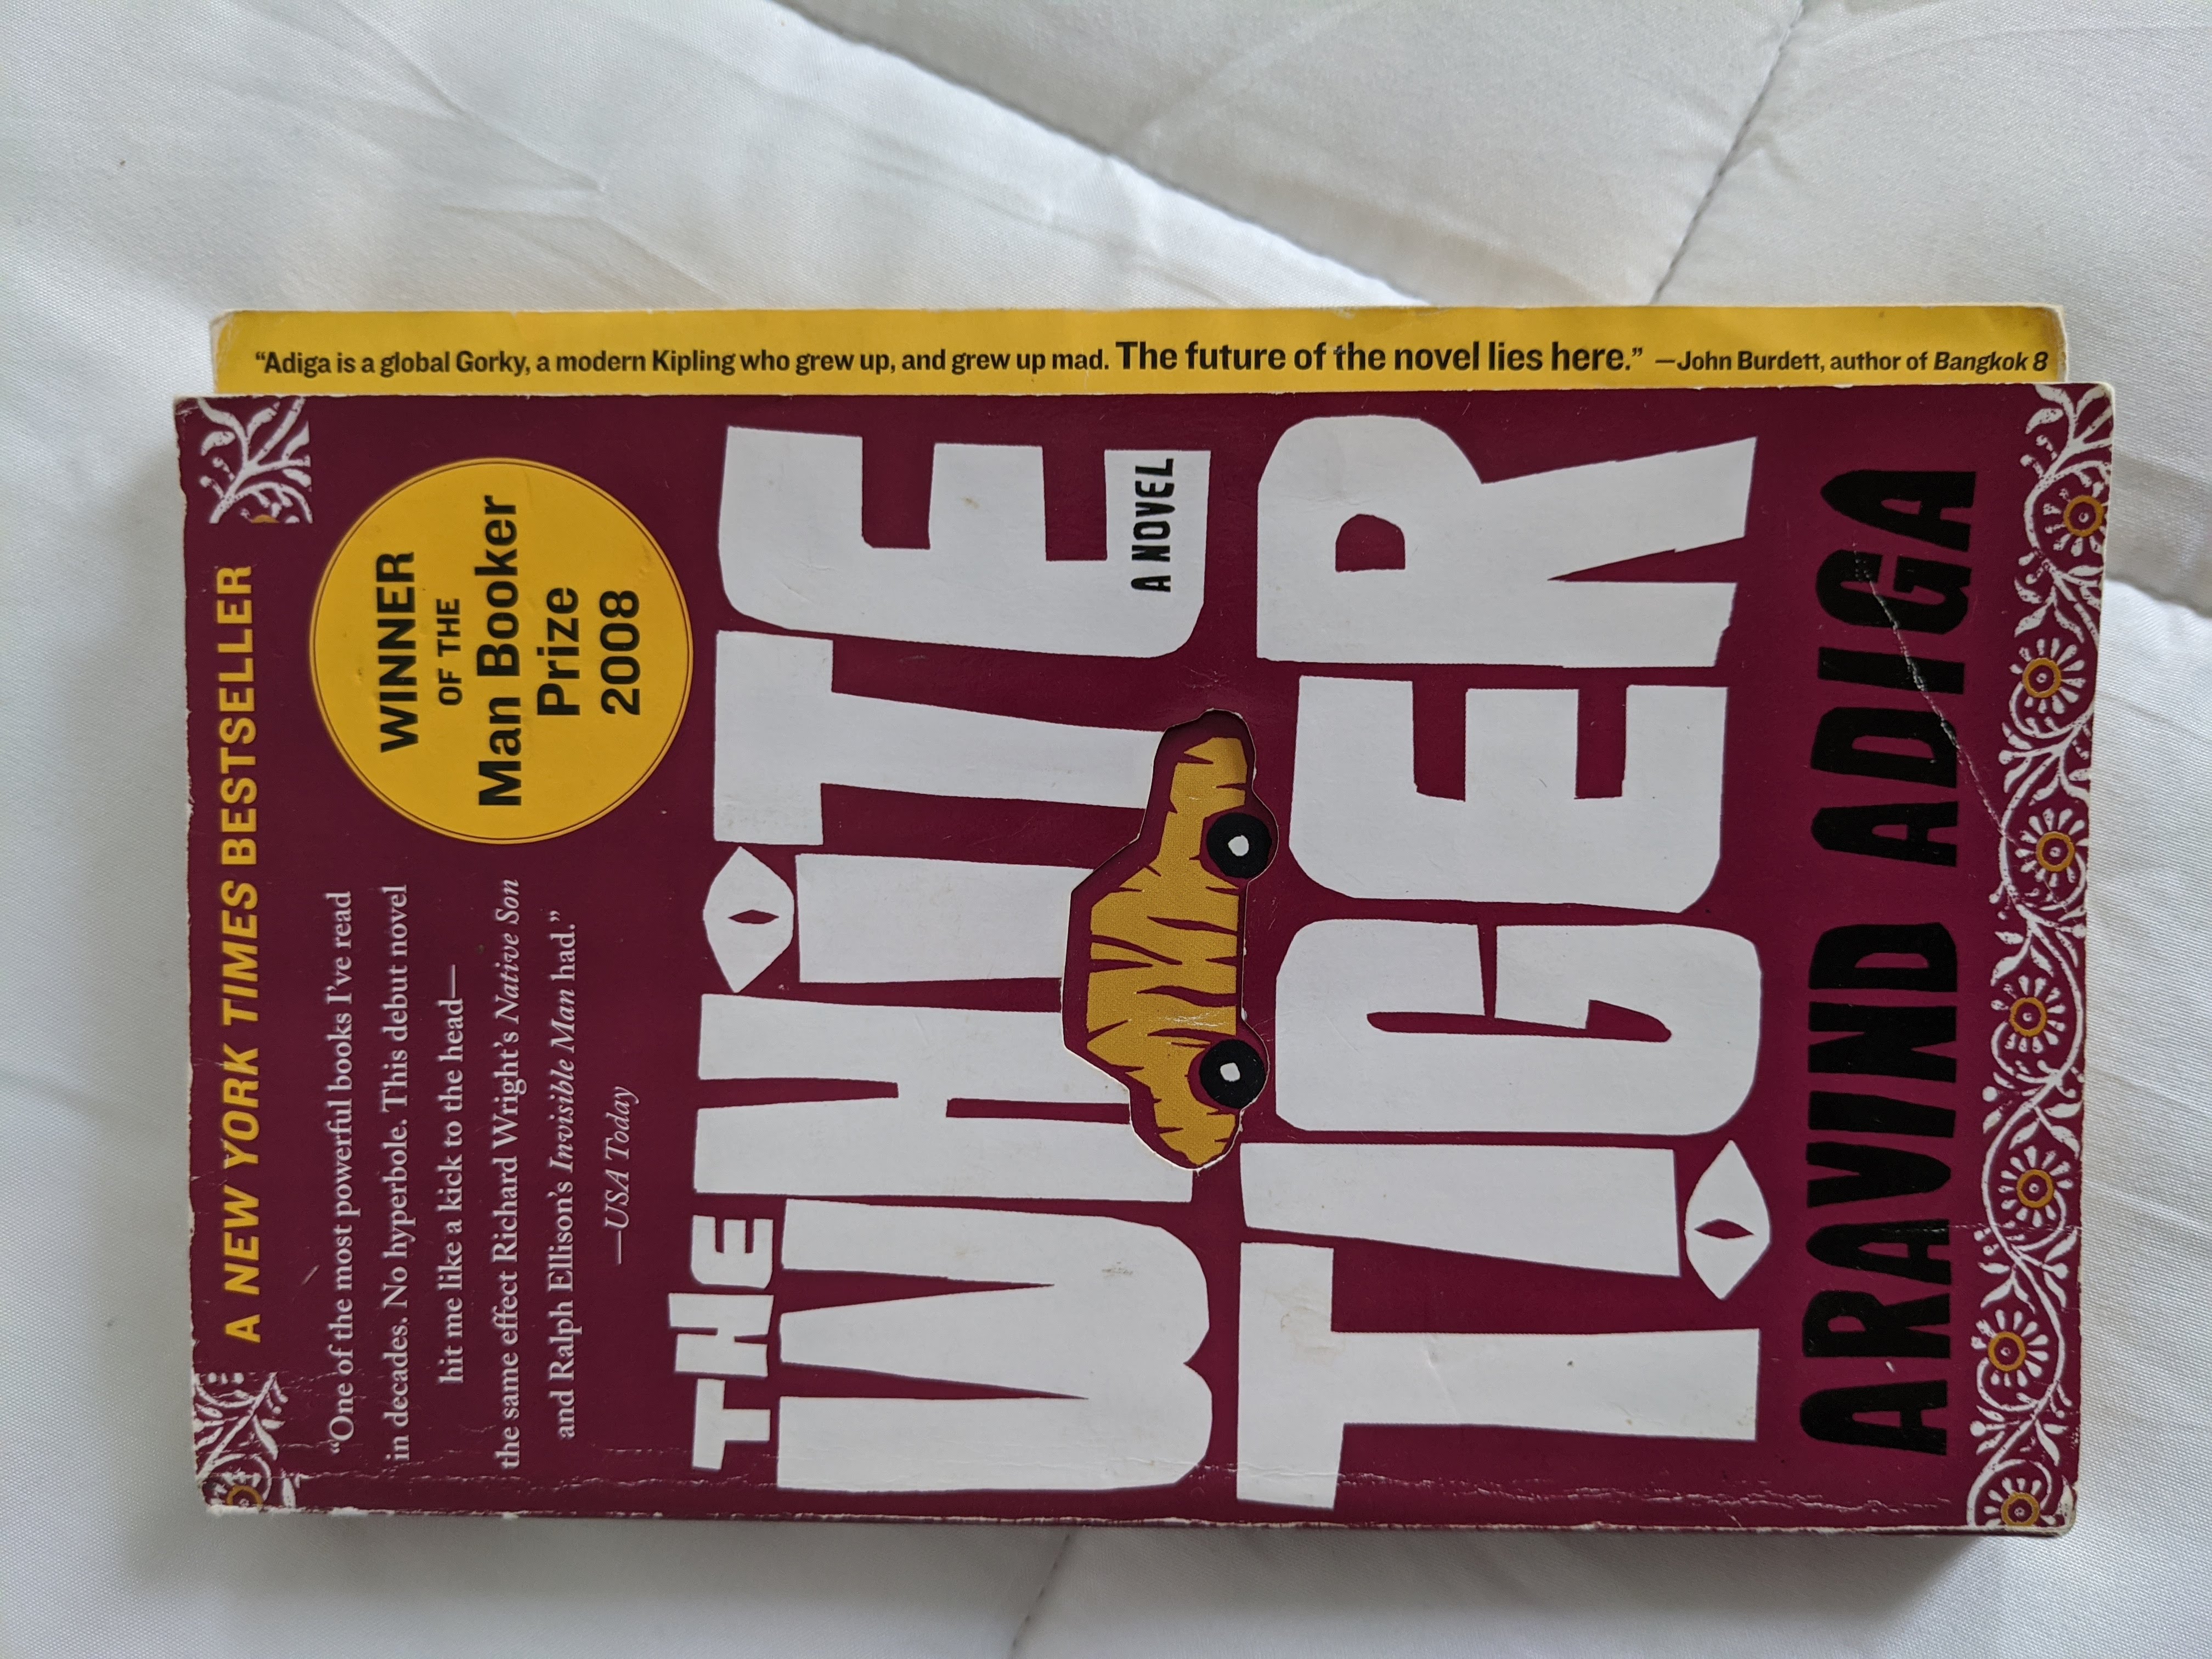 A NEW YORK TIMES BESTSELLER
“One of the most powerful books I’ve read
in decades. No hyperbole. This debut novel
hit me like a kick to the head—
the same effect Richard Wright’s Native Son
and Ralph Ellison’s Invisible Man had.”
—USA Today
WINNER
OF THE
Man Booker
Prize
2008
THE
WHiTE
A NOVEL
TIGER
ARAVIND ADIGA
“Adiga is a global Gorky, a modern Kipling who grew up, and grew up mad. The future of the novel lies here.” —John Burdett, author of Bangkok 8